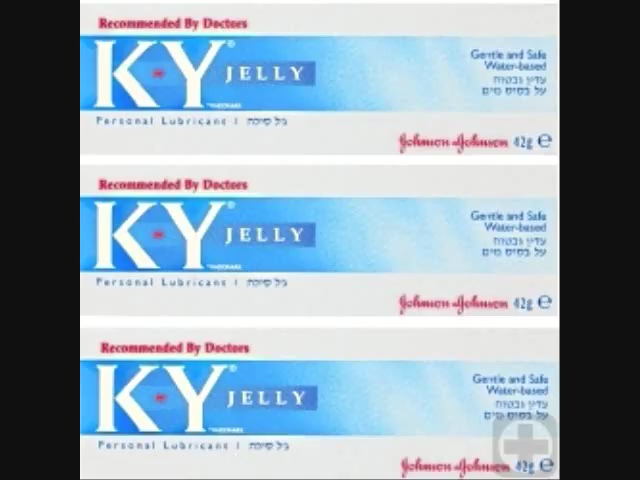 Recommended By Doctors
K-Y® JELLY
Gentle and Safe
Water-based
עדין ובטוח
על בסיס מים
Personal Lubricant | ג'ל סיכה
Johnson & Johnson 42g ℮
Recommended By Doctors
K-Y® JELLY
Gentle and Safe
Water-based
עדין ובטוח
על בסיס מים
Personal Lubricant | ג'ל סיכה
Johnson & Johnson 42g ℮
Recommended By Doctors
K-Y® JELLY
Gentle and Safe
Water-based
עדין ובטוח
על בסיס מים
Personal Lubricant | ג'ל סיכה
Johnson & Johnson 42g ℮